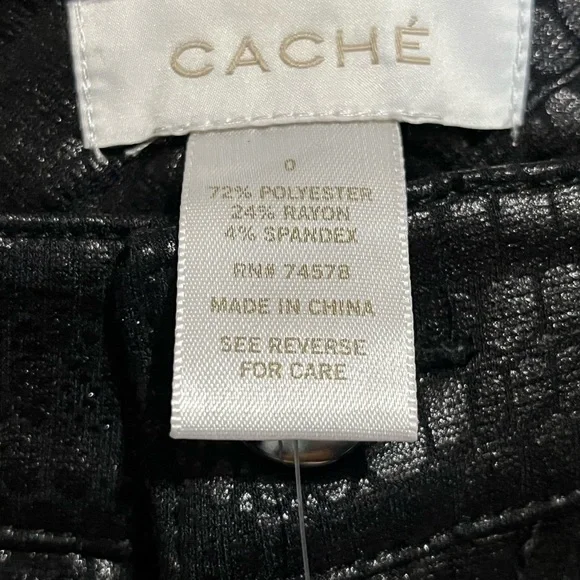 CACHÉ
0
72% POLYESTER
24% RAYON
4% SPANDEX
RN# 74578
MADE IN CHINA
SEE REVERSE
FOR CARE